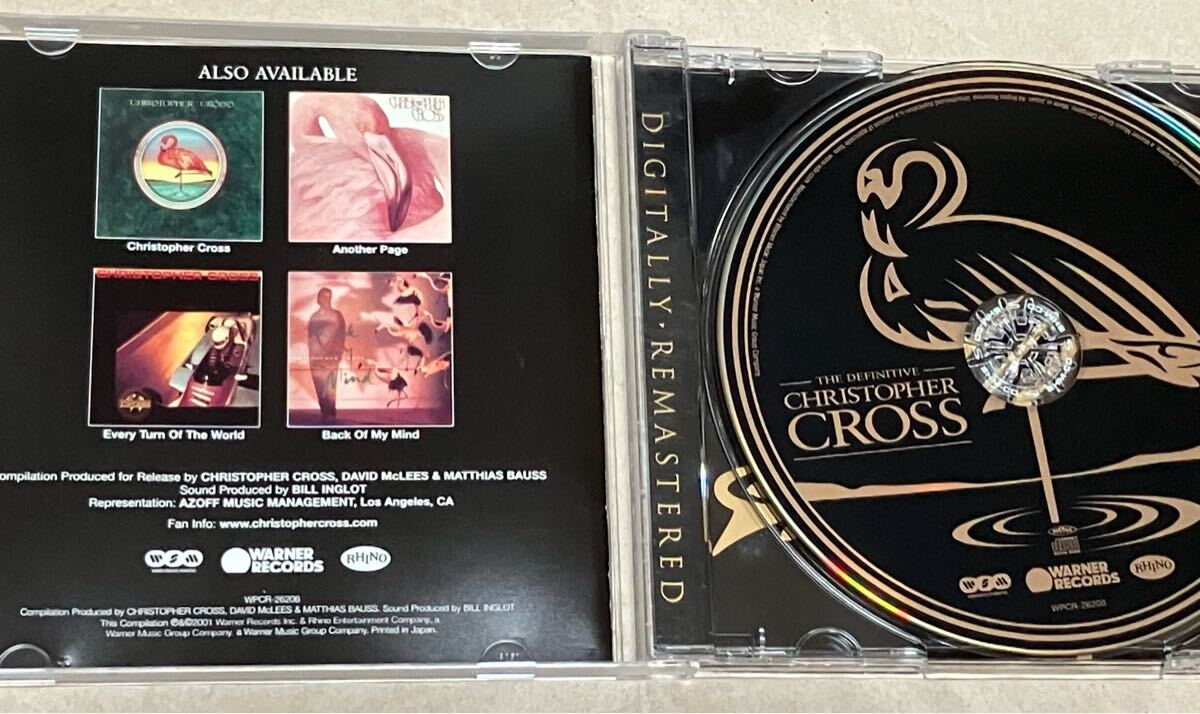 ALSO AVAILABLE
CHRISTOPHER CROSS
CHRISTOPHER
CROSS
Christopher Cross
Another Page
CHRISTOPHER CROSS
Mind
Every Turn Of The World
Back Of My Mind
ompilation Produced for Release by CHRISTOPHER CROSS, DAVID McLEES & MATTHIAS BAUSS
Sound Produced by BILL INGLOT
Representation: AZOFF MUSIC MANAGEMENT, Los Angeles, CA
Fan Info: www.christophercross.com
WARNER
RECORDS
RHINO
WPCR-26206
Compilation Produced by CHRISTOPHER CROSS, DAVID McLEES & MATTHIAS BAUSS. Sound Produced by BILL INGLOT
This Compilation ℗&©2001 Warner Records Inc. & Rhino Entertainment Company, a
Warner Music Group Company. a Warner Music Group Company. Printed in Japan.
DIGITALLY·REMASTERED
THE DEFINITIVE
CHRISTOPHER
CROSS
WARNER
RECORDS
RHINO
WPCR-26208